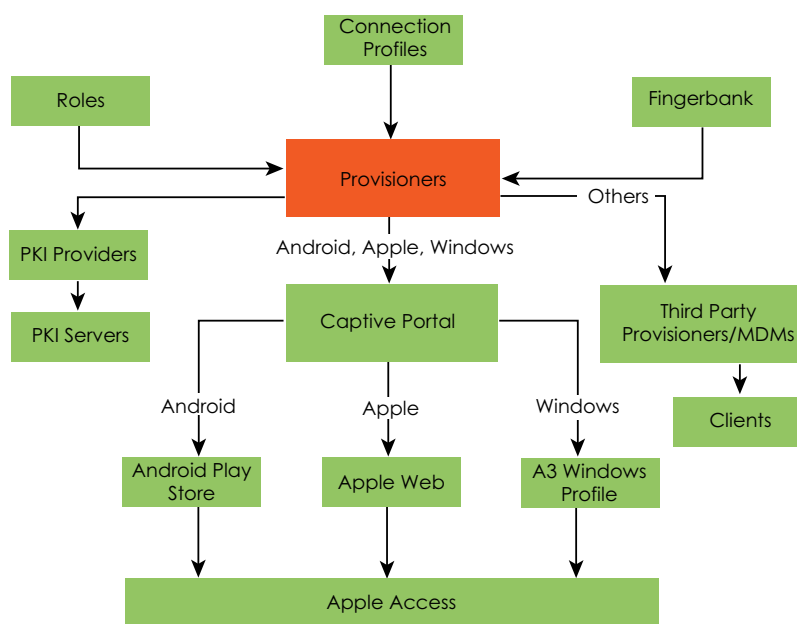 Connection
Profiles
Roles
Fingerbank
Provisioners
Others
PKI Providers
Android, Apple, Windows
PKI Servers
Captive Portal
Third Party
Provisioners/MDMs
Android
Apple
Windows
Clients
Android Play
Store
Apple Web
A3 Windows
Profile
Apple Access